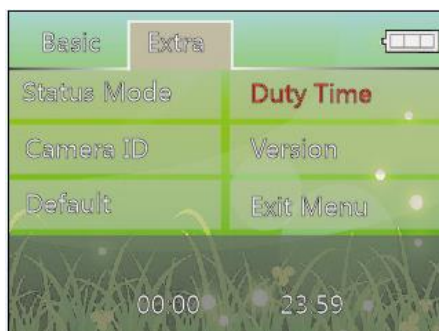 Basic Extra
Status Mode Duty Time
Camera ID Version
Default Exit Menu
00:00 23:59